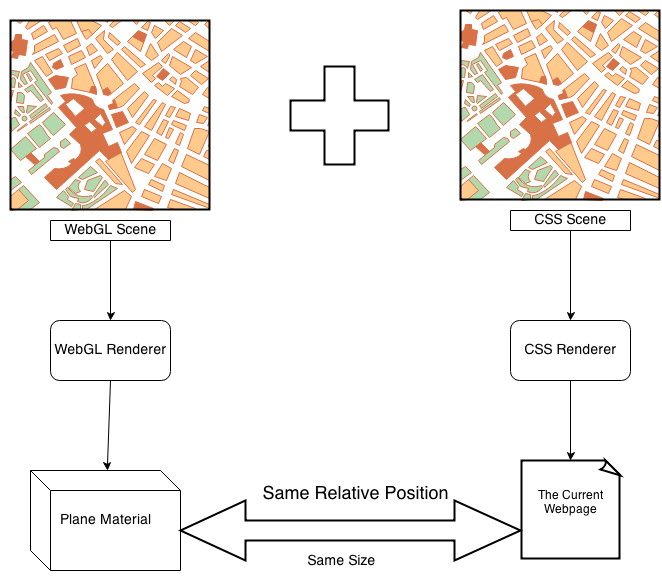 WebGL Scene
CSS Scene
WebGL Renderer
CSS Renderer
Plane Material
Same Relative Position
Same Size
The Current
Webpage